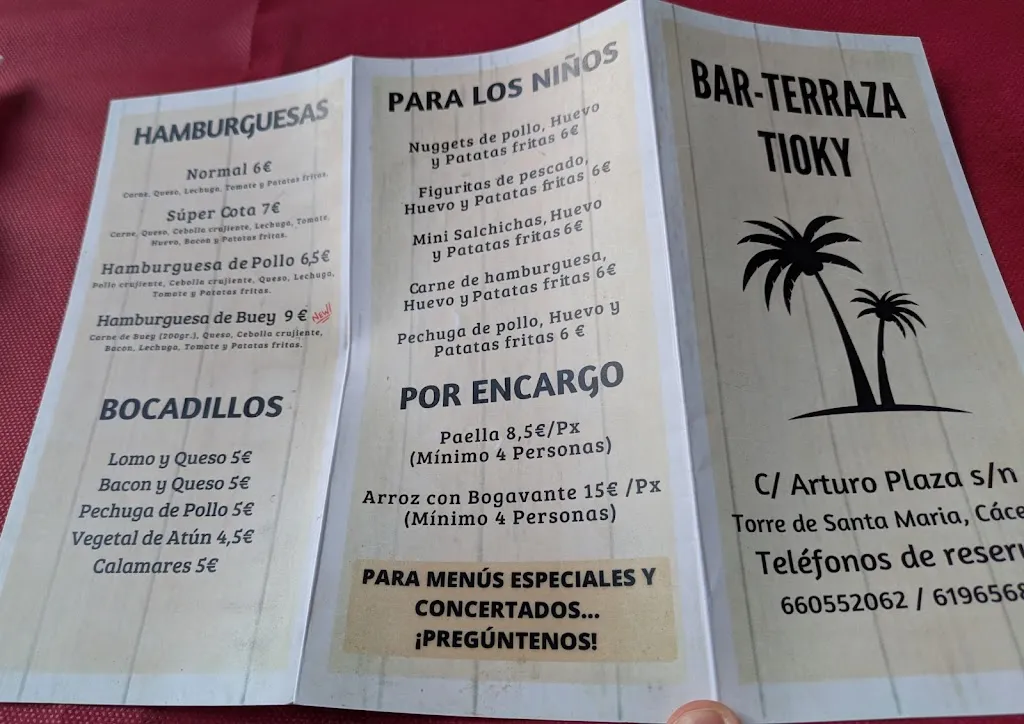 HAMBURGUESAS
Normal 6€
Carne, Queso, Lechuga, Tomate y Patatas fritas.
Súper Cota 7€
Carne, Queso, Cebolla crujiente, Lechuga, Tomate,
Huevo, Bacon y Patatas fritas.
Hamburguesa de Pollo 6,5€
Pollo crujiente, Cebolla crujiente, Queso, Lechuga,
Tomate y Patatas fritas.
Hamburguesa de Buey 9 € NEW!
Carne de Buey (200gr.), Queso, Cebolla crujiente,
Bacon, Lechuga, Tomate y Patatas fritas.
BOCADILLOS
Lomo y Queso 5€
Bacon y Queso 5€
Pechuga de Pollo 5€
Vegetal de Atún 4,5€
Calamares 5€
PARA LOS NIÑOS
Nuggets de pollo, Huevo
y Patatas fritas 6€
Figuritas de pescado,
Huevo y Patatas fritas 6€
Mini Salchichas, Huevo
y Patatas fritas 6€
Carne de hamburguesa,
Huevo y Patatas fritas 6€
Pechuga de pollo, Huevo y
Patatas fritas 6 €
POR ENCARGO
Paella 8,5€/Px
(Mínimo 4 Personas)
Arroz con Bogavante 15€ /Px
(Mínimo 4 Personas)
PARA MENÚS ESPECIALES Y
CONCERTADOS...
¡PREGÚNTENOS!
BAR-TERRAZA
TIOKY
C/ Arturo Plaza s/n
Torre de Santa Maria, Các
Teléfonos de reser
660552062 / 619656